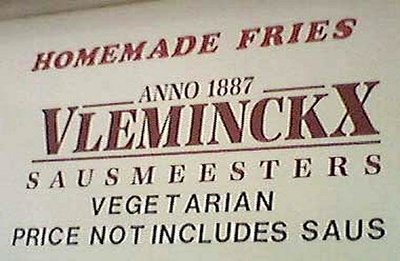 HOMEMADE FRIES
ANNO 1887
VLEMINCKX
SAUSMEESTERS
VEGETARIAN
PRICE NOT INCLUDES SAUS